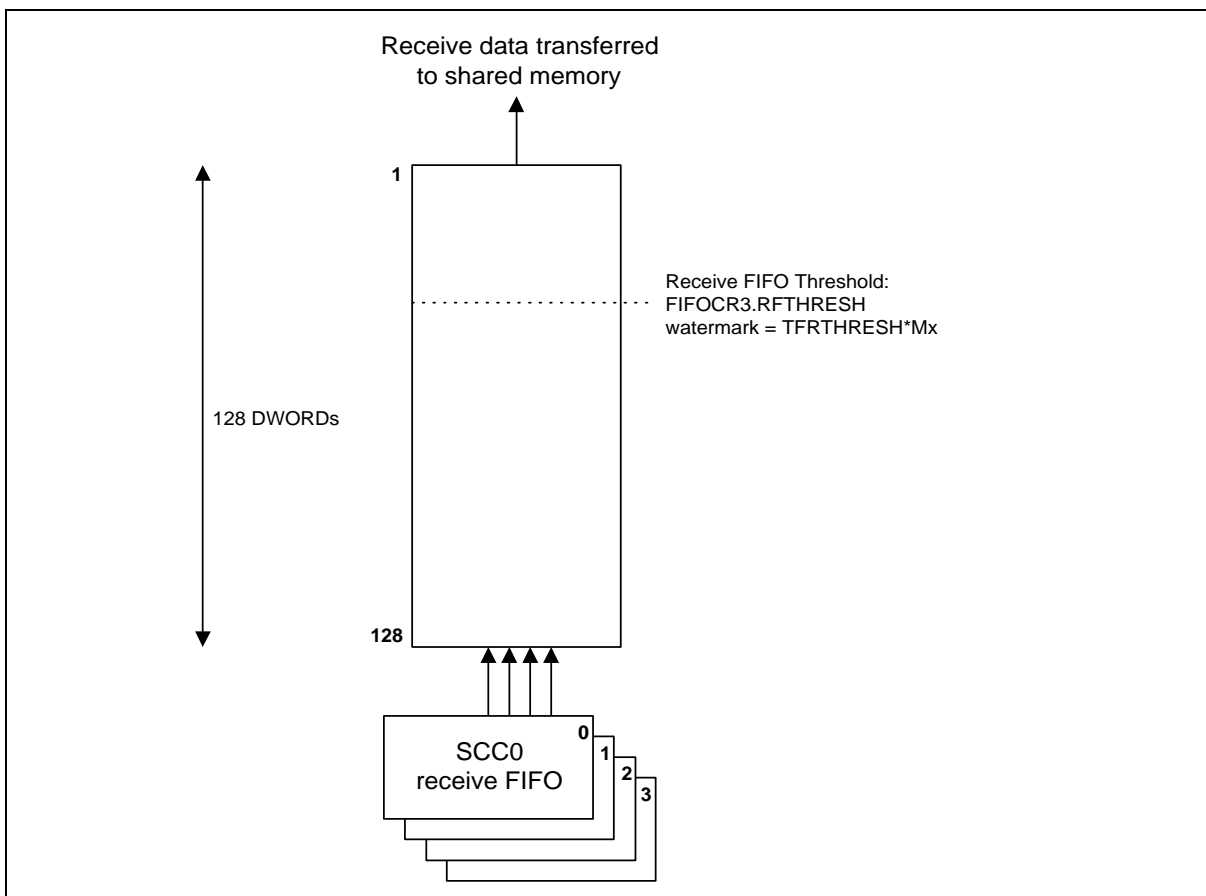 Receive data transferred
to shared memory
1
Receive FIFO Threshold:
FIFOCR3.RFTHRESH
watermark = TFRTHRESH*Mx
128 DWORDs
128
0
SCC0
receive FIFO
1
2
3